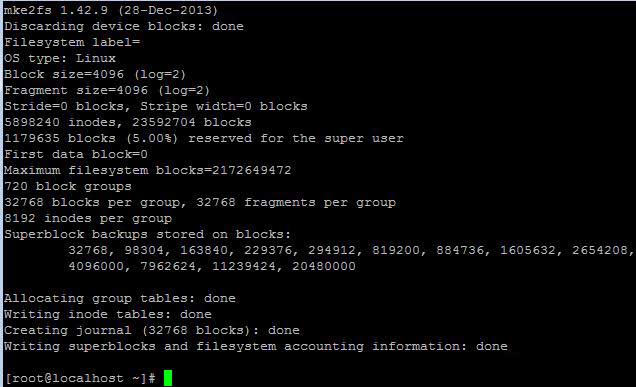 mke2fs 1.42.9 (28-Dec-2013)
Discarding device blocks: done
Filesystem label=
OS type: Linux
Block size=4096 (log=2)
Fragment size=4096 (log=2)
Stride=0 blocks, Stripe width=0 blocks
5898240 inodes, 23592704 blocks
1179635 blocks (5.00%) reserved for the super user
First data block=0
Maximum filesystem blocks=2172649472
720 block groups
32768 blocks per group, 32768 fragments per group
8192 inodes per group
Superblock backups stored on blocks:
32768, 98304, 163840, 229376, 294912, 819200, 884736, 1605632, 2654208,
4096000, 7962624, 11239424, 20480000
Allocating group tables: done
Writing inode tables: done
Creating journal (32768 blocks): done
Writing superblocks and filesystem accounting information: done
[root@localhost ~]#